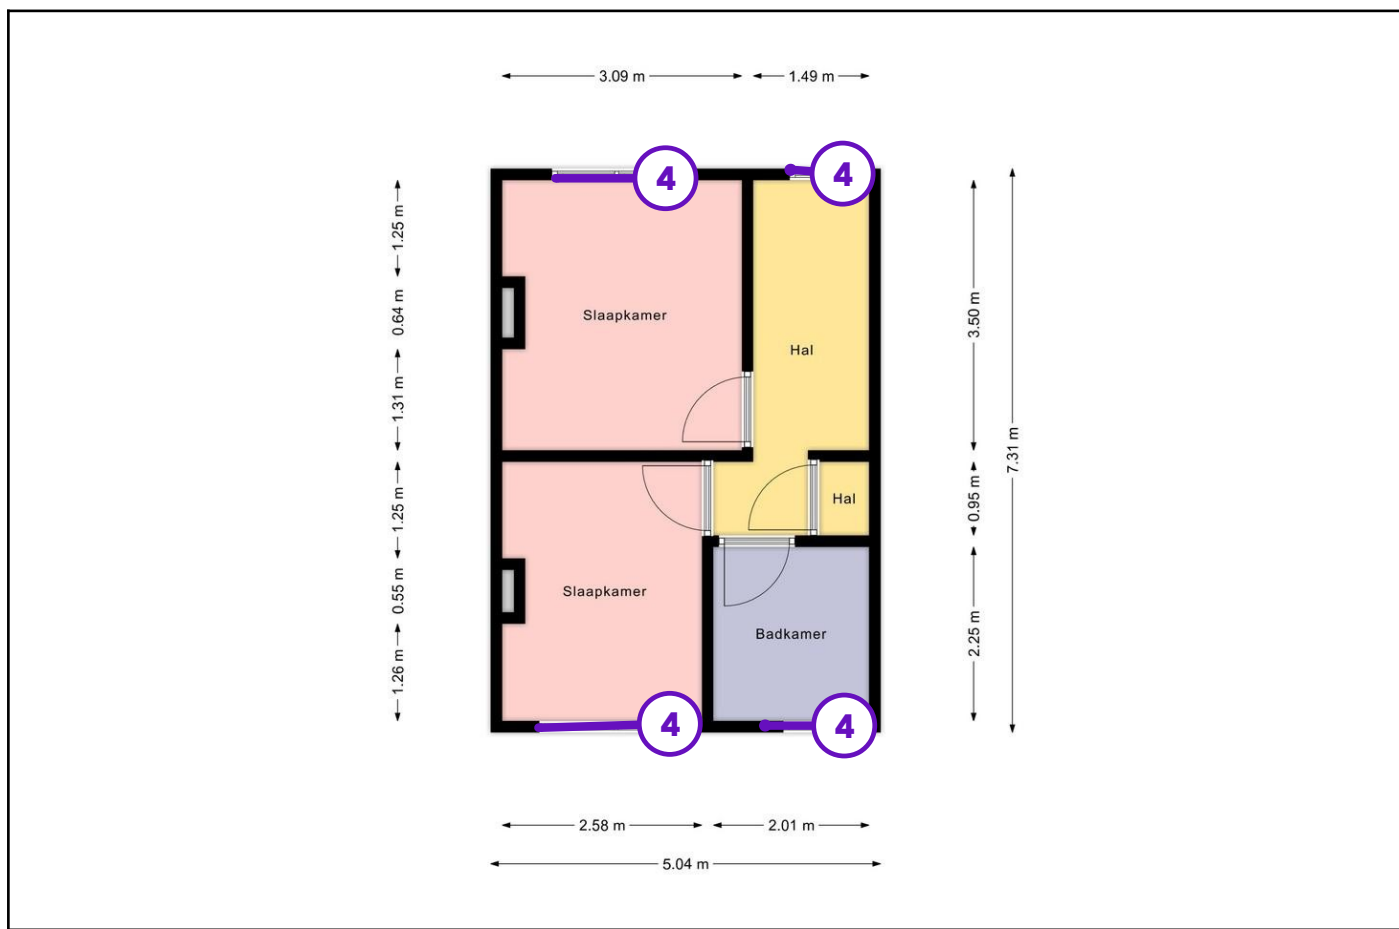 3.09 m
1.49 m
4
4
1.25 m
0.64 m
1.31 m
1.25 m
0.55 m
1.26 m
Slaapkamer
Hal
3.50 m
7.31 m
Hal
0.95 m
Slaapkamer
Badkamer
2.25 m
4
4
2.58 m
2.01 m
5.04 m